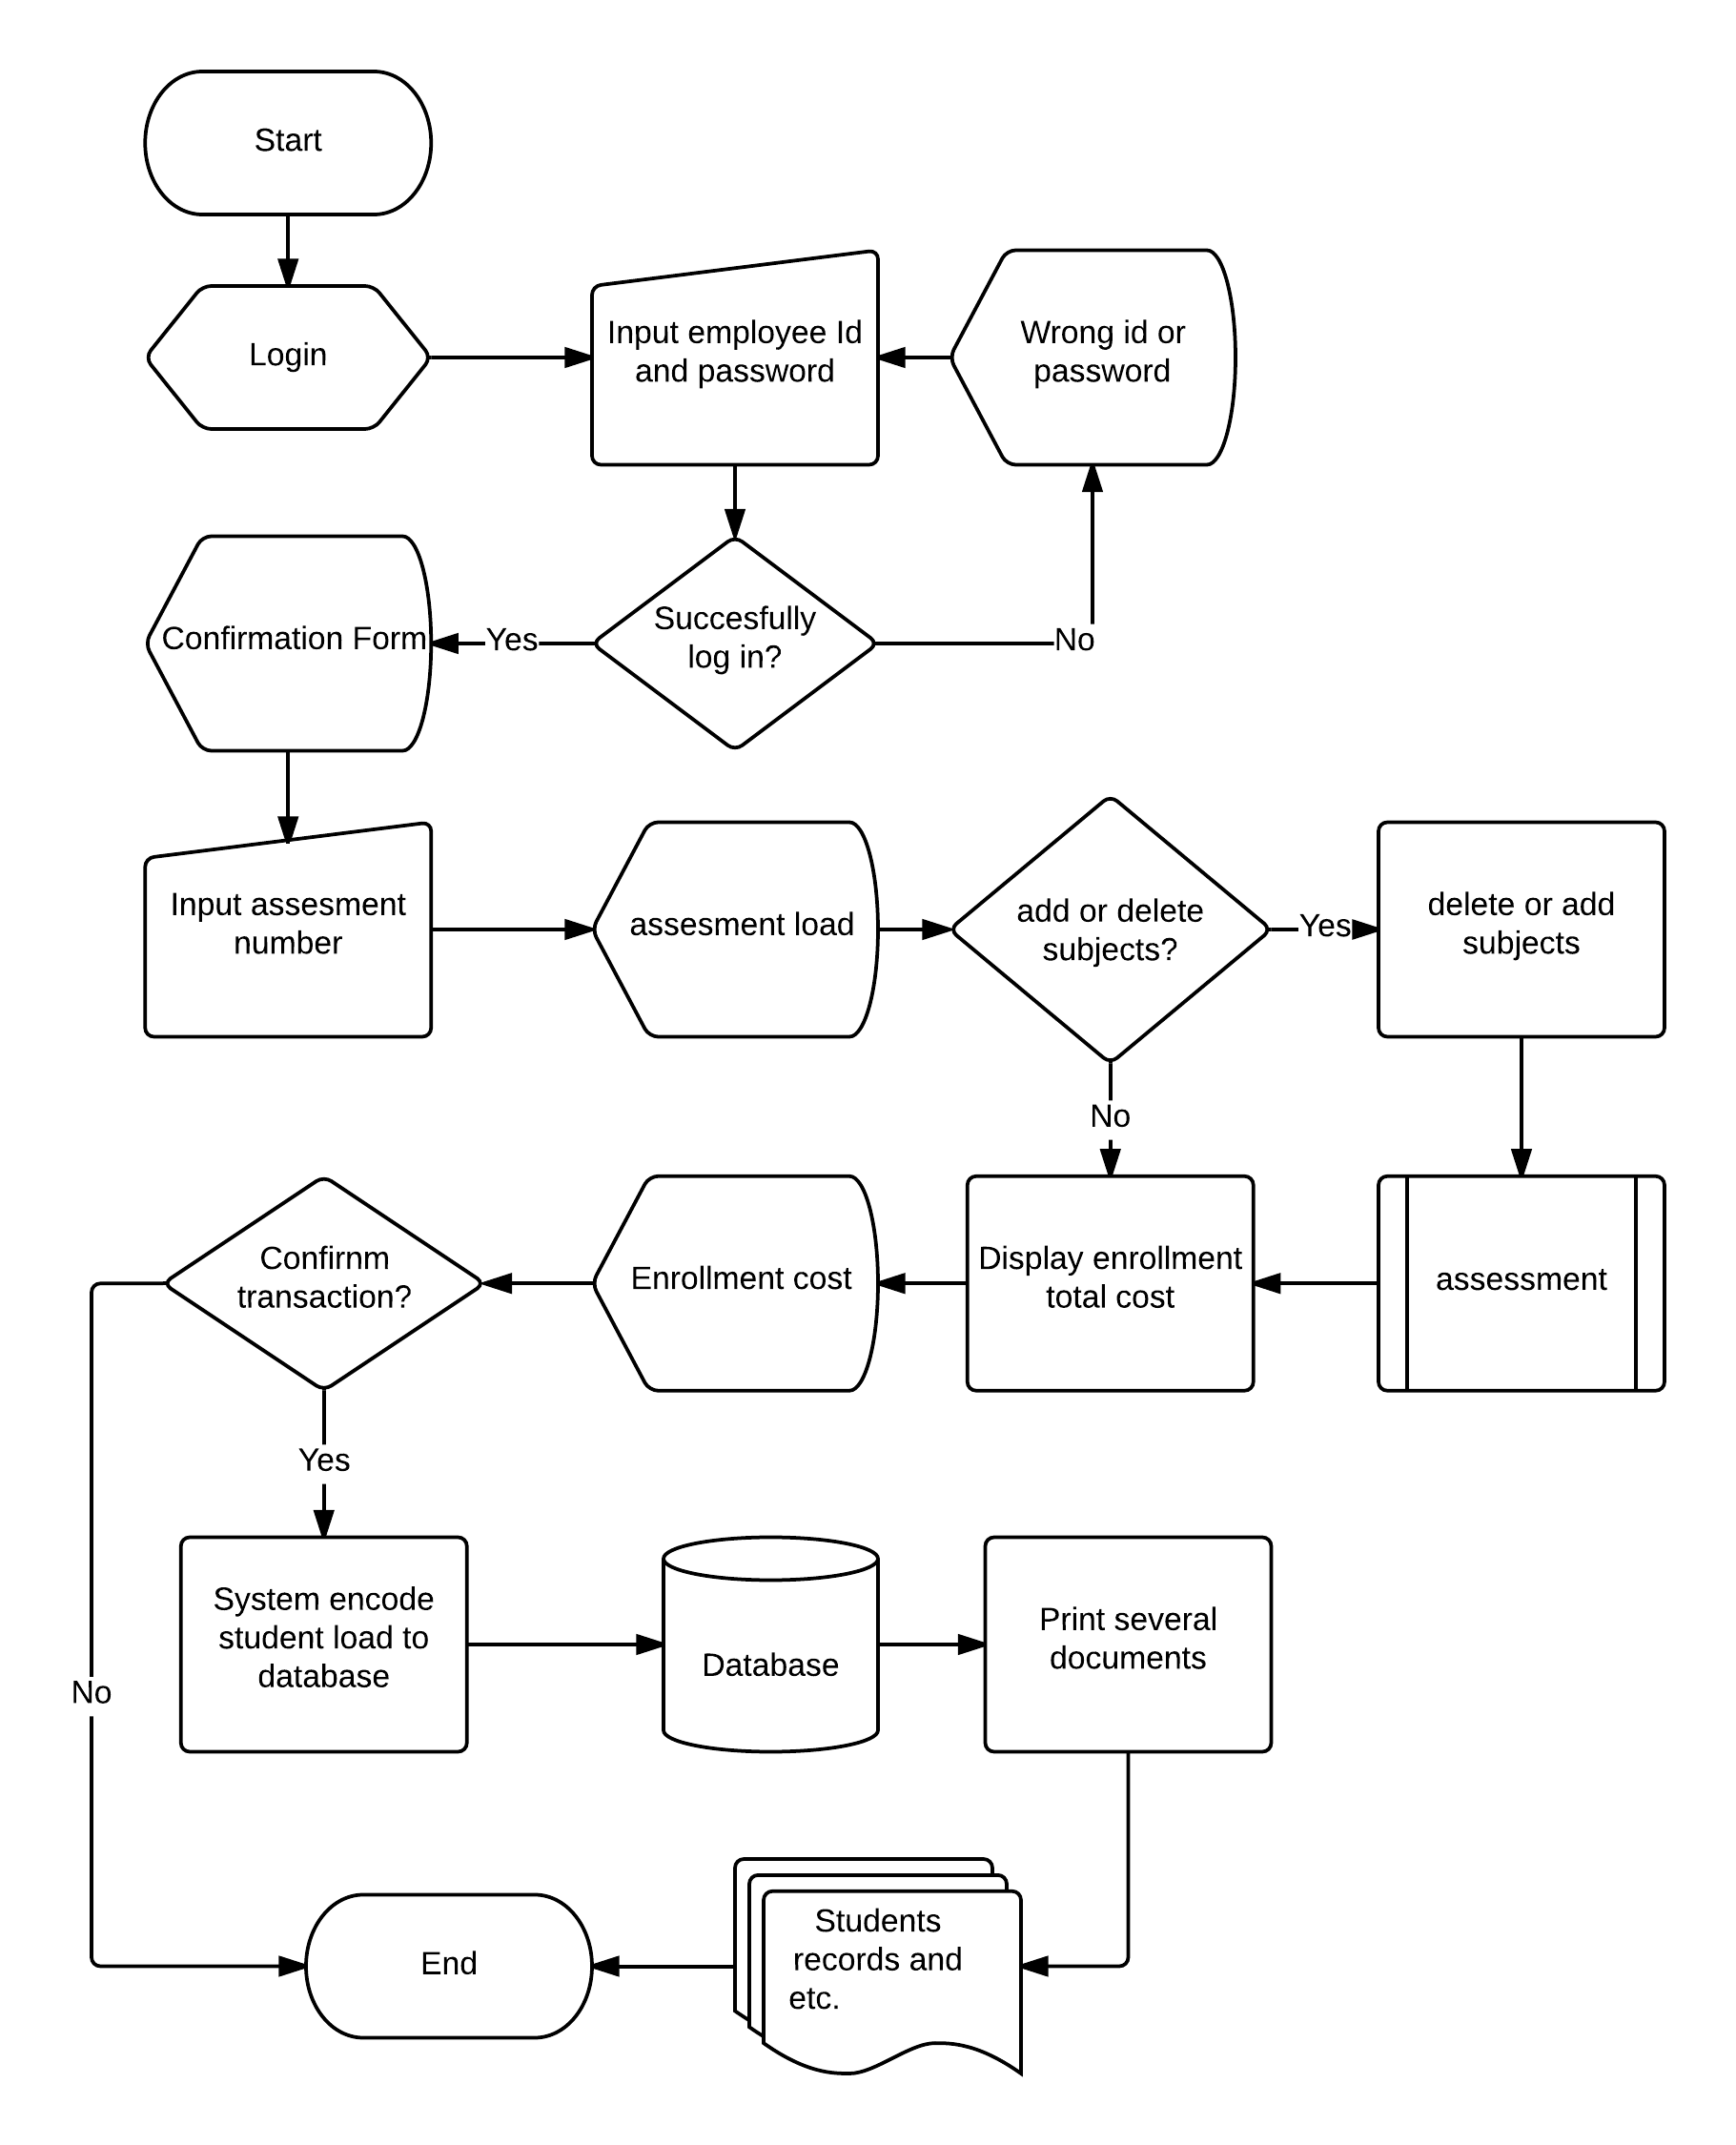 Start
Login
Input employee Id
and password
Wrong id or
password
Confirmation Form
Yes
Succesfully
log in?
No
Input assesment
number
assesment load
add or delete
subjects?
Yes
delete or add
subjects
No
Confirnm
transaction?
Enrollment cost
Display enrollment
total cost
assessment
Yes
System encode
student load to
database
Database
Print several
documents
No
End
Students
records and
etc.